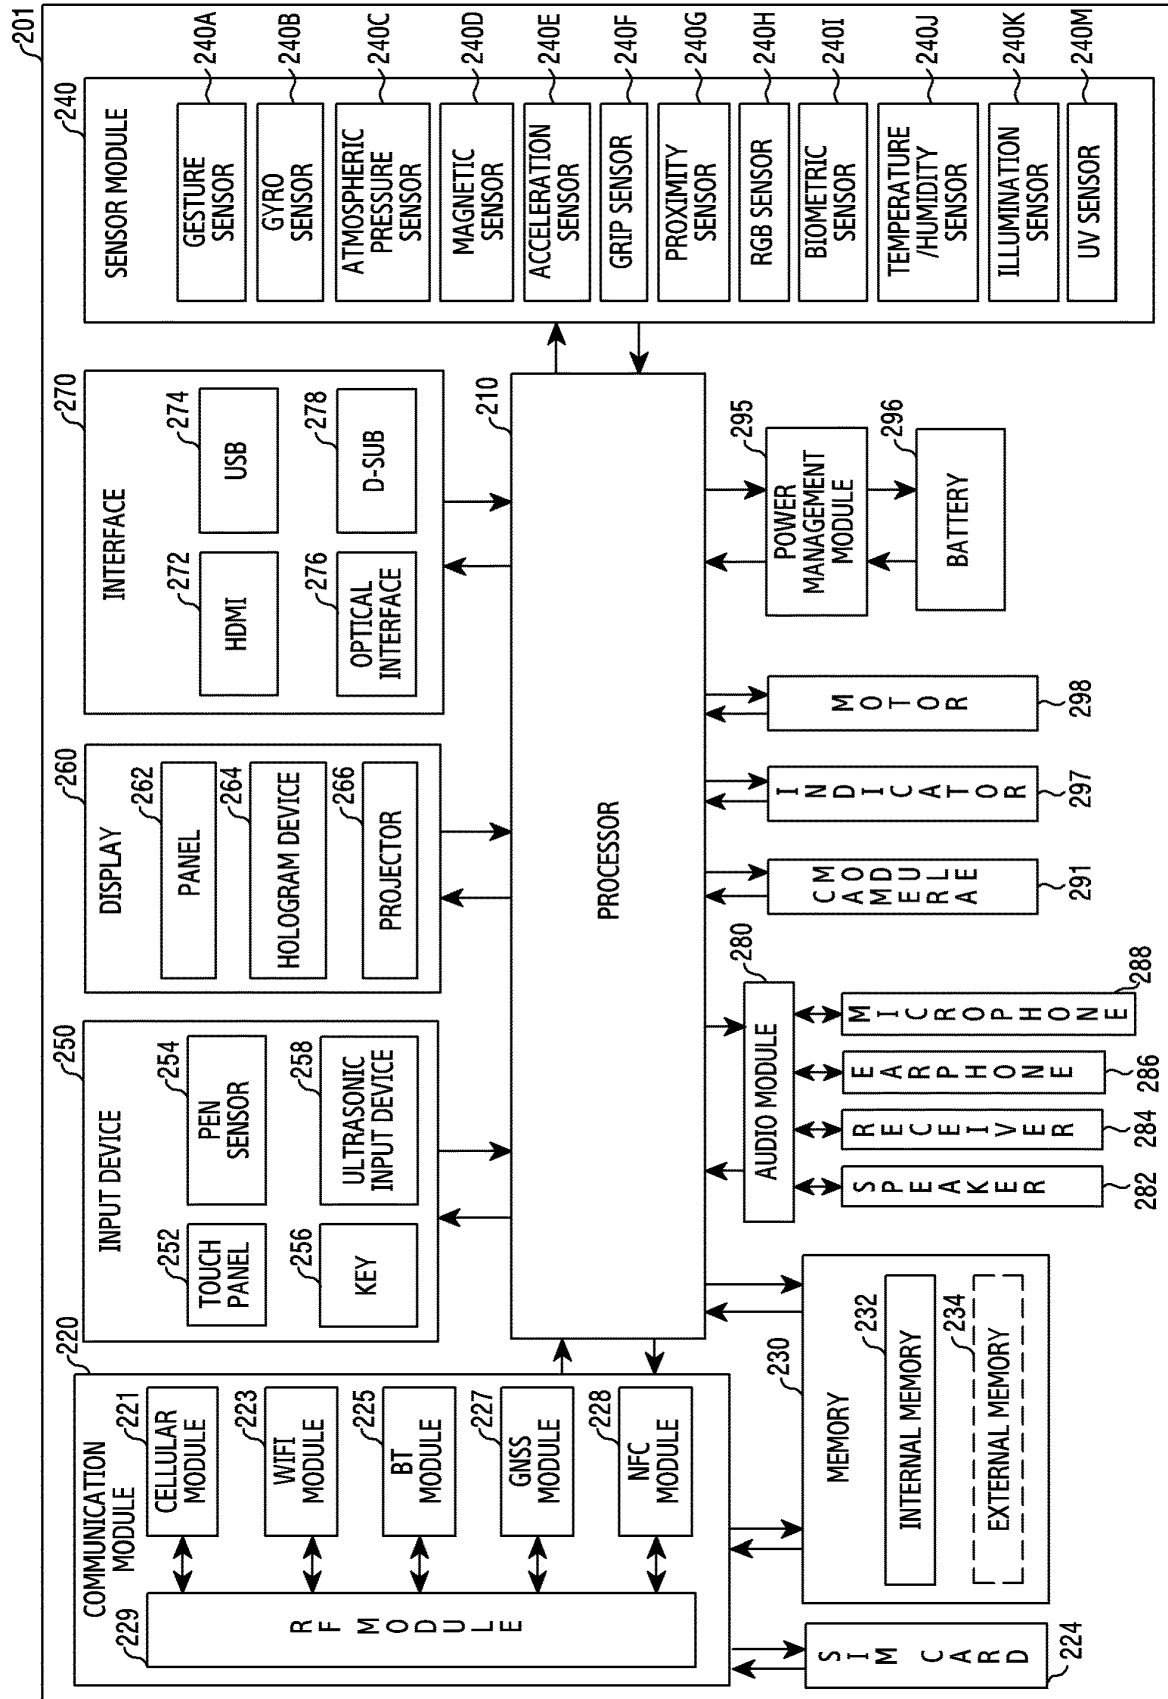 201
COMMUNICATION
MODULE
220
229
RF MODULE
221
CELLULAR
MODULE
223
WIFI
MODULE
225
BT
MODULE
227
GNSS
MODULE
228
NFC
MODULE
SIM CARD
224
INPUT DEVICE
250
252
TOUCH
PANEL
254
PEN
SENSOR
256
KEY
258
ULTRASONIC
INPUT DEVICE
DISPLAY
260
262
PANEL
264
HOLOGRAM DEVICE
266
PROJECTOR
INTERFACE
270
272
HDMI
274
USB
276
OPTICAL
INTERFACE
278
D-SUB
SENSOR MODULE
240
GESTURE
SENSOR
240A
GYRO
SENSOR
240B
ATMOSPHERIC
PRESSURE
SENSOR
240C
MAGNETIC
SENSOR
240D
ACCELERATION
SENSOR
240E
GRIP SENSOR
240F
PROXIMITY
SENSOR
240G
RGB SENSOR
240H
BIOMETRIC
SENSOR
240I
TEMPERATURE
/HUMIDITY
SENSOR
240J
ILLUMINATION
SENSOR
240K
UV SENSOR
240M
PROCESSOR
210
MEMORY
230
232
INTERNAL MEMORY
234
EXTERNAL MEMORY
AUDIO MODULE
280
SPEAKER
282
RECEIVER
284
EARPHONE
286
MICROPHONE
288
CAMERA
MODULE
291
INDICATOR
297
MOTOR
298
POWER
MANAGEMENT
MODULE
295
BATTERY
296